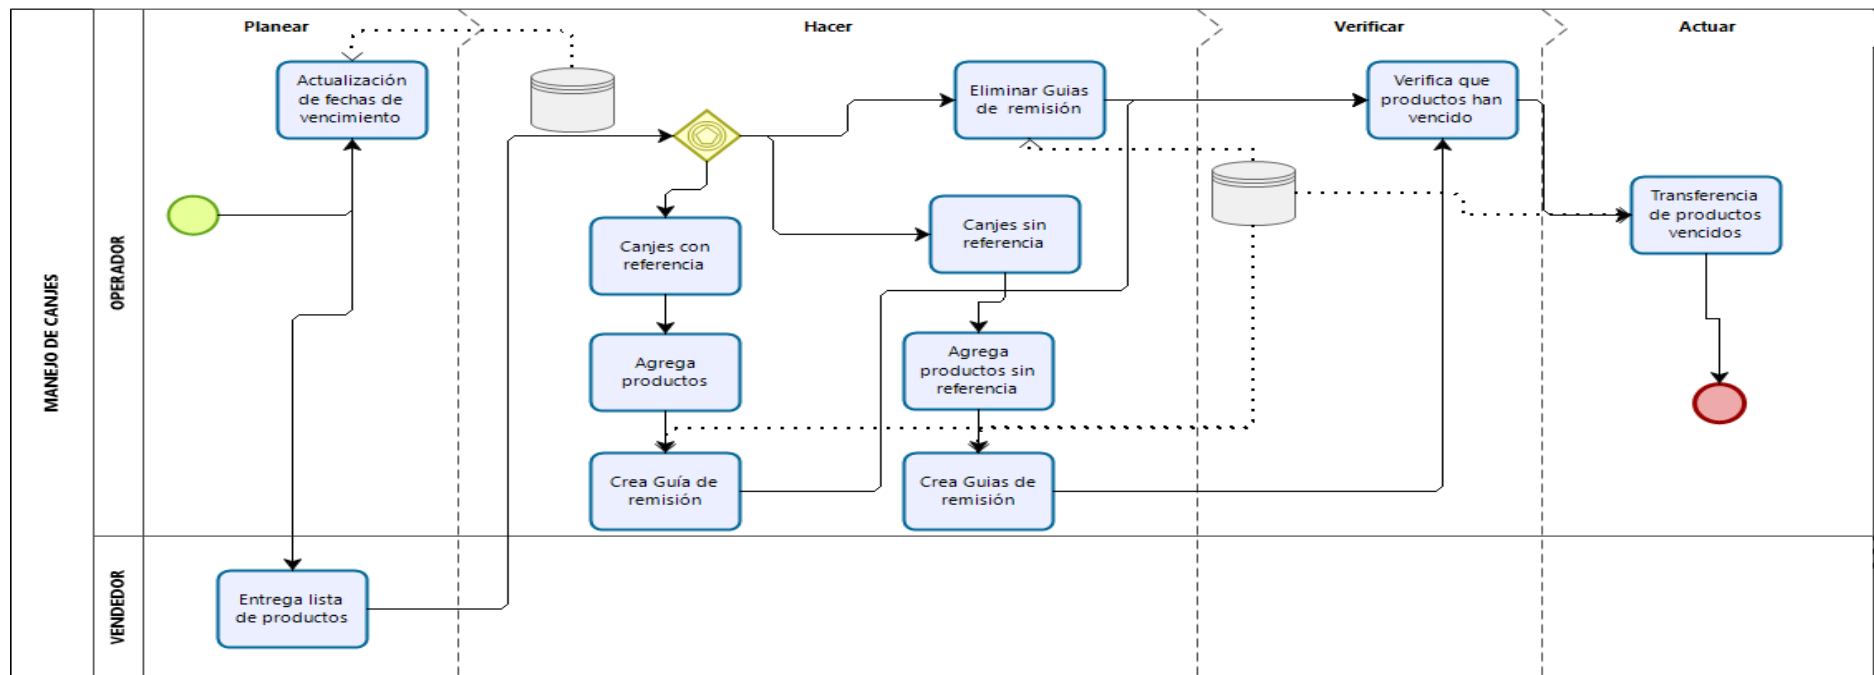 Planear
Hacer
Verificar
Actuar
MANEJO DE CANJES
OPERADOR
VENDEDOR
Actualización
de fechas de
vencimiento
Eliminar Guias
de remisión
Verifica que
productos han
vencido
Canjes con
referencia
Canjes sin
referencia
Transferencia
de productos
vencidos
Agrega
productos
Agrega
productos sin
referencia
Crea Guía de
remisión
Crea Guias de
remisión
Entrega lista
de productos